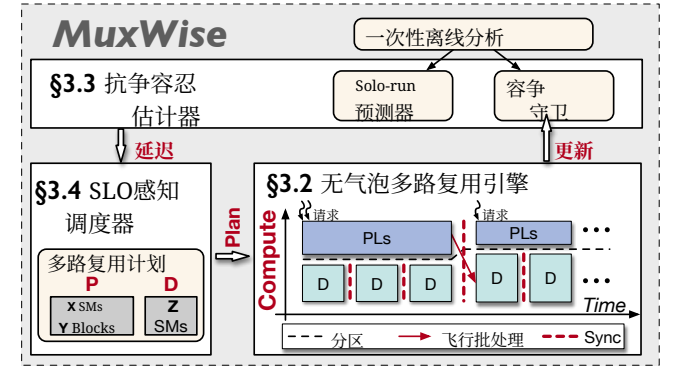 MuxWise
一次性离线分析
§3.3 抗争容忍
估计器
Solo-run
预测器
容争
守卫
延迟
更新
§3.4 SLO感知
调度器
多路复用计划
P
D
X SMs
Y Blocks
Z
SMs
Plan
§3.2 无气泡多路复用引擎
Compute
请求
请求
PLs
PLs
D
D
D
D
D
Time
分区
飞行批处理
Sync